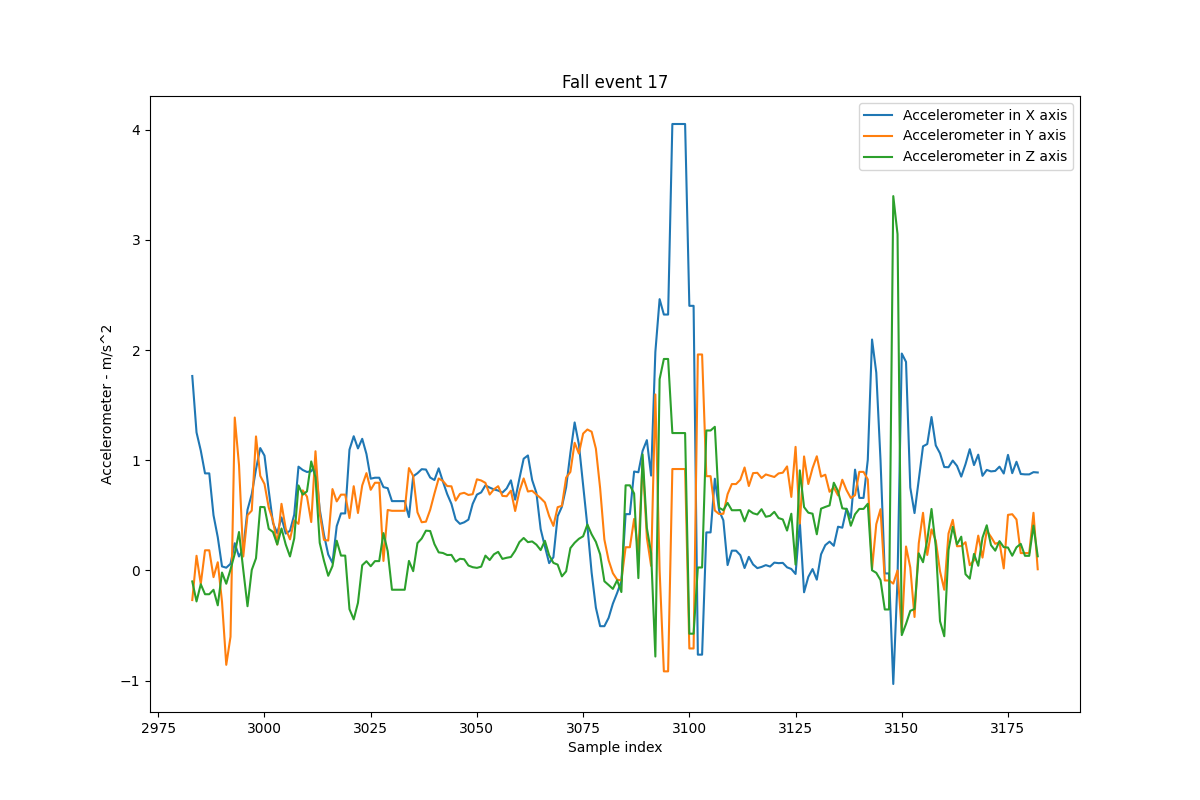 Fall event 17
Accelerometer in X axis
Accelerometer in Y axis
Accelerometer in Z axis
Accelerometer - m/s^2
4
3
2
1
0
−1
2975 3000 3025 3050 3075 3100 3125 3150 3175
Sample index